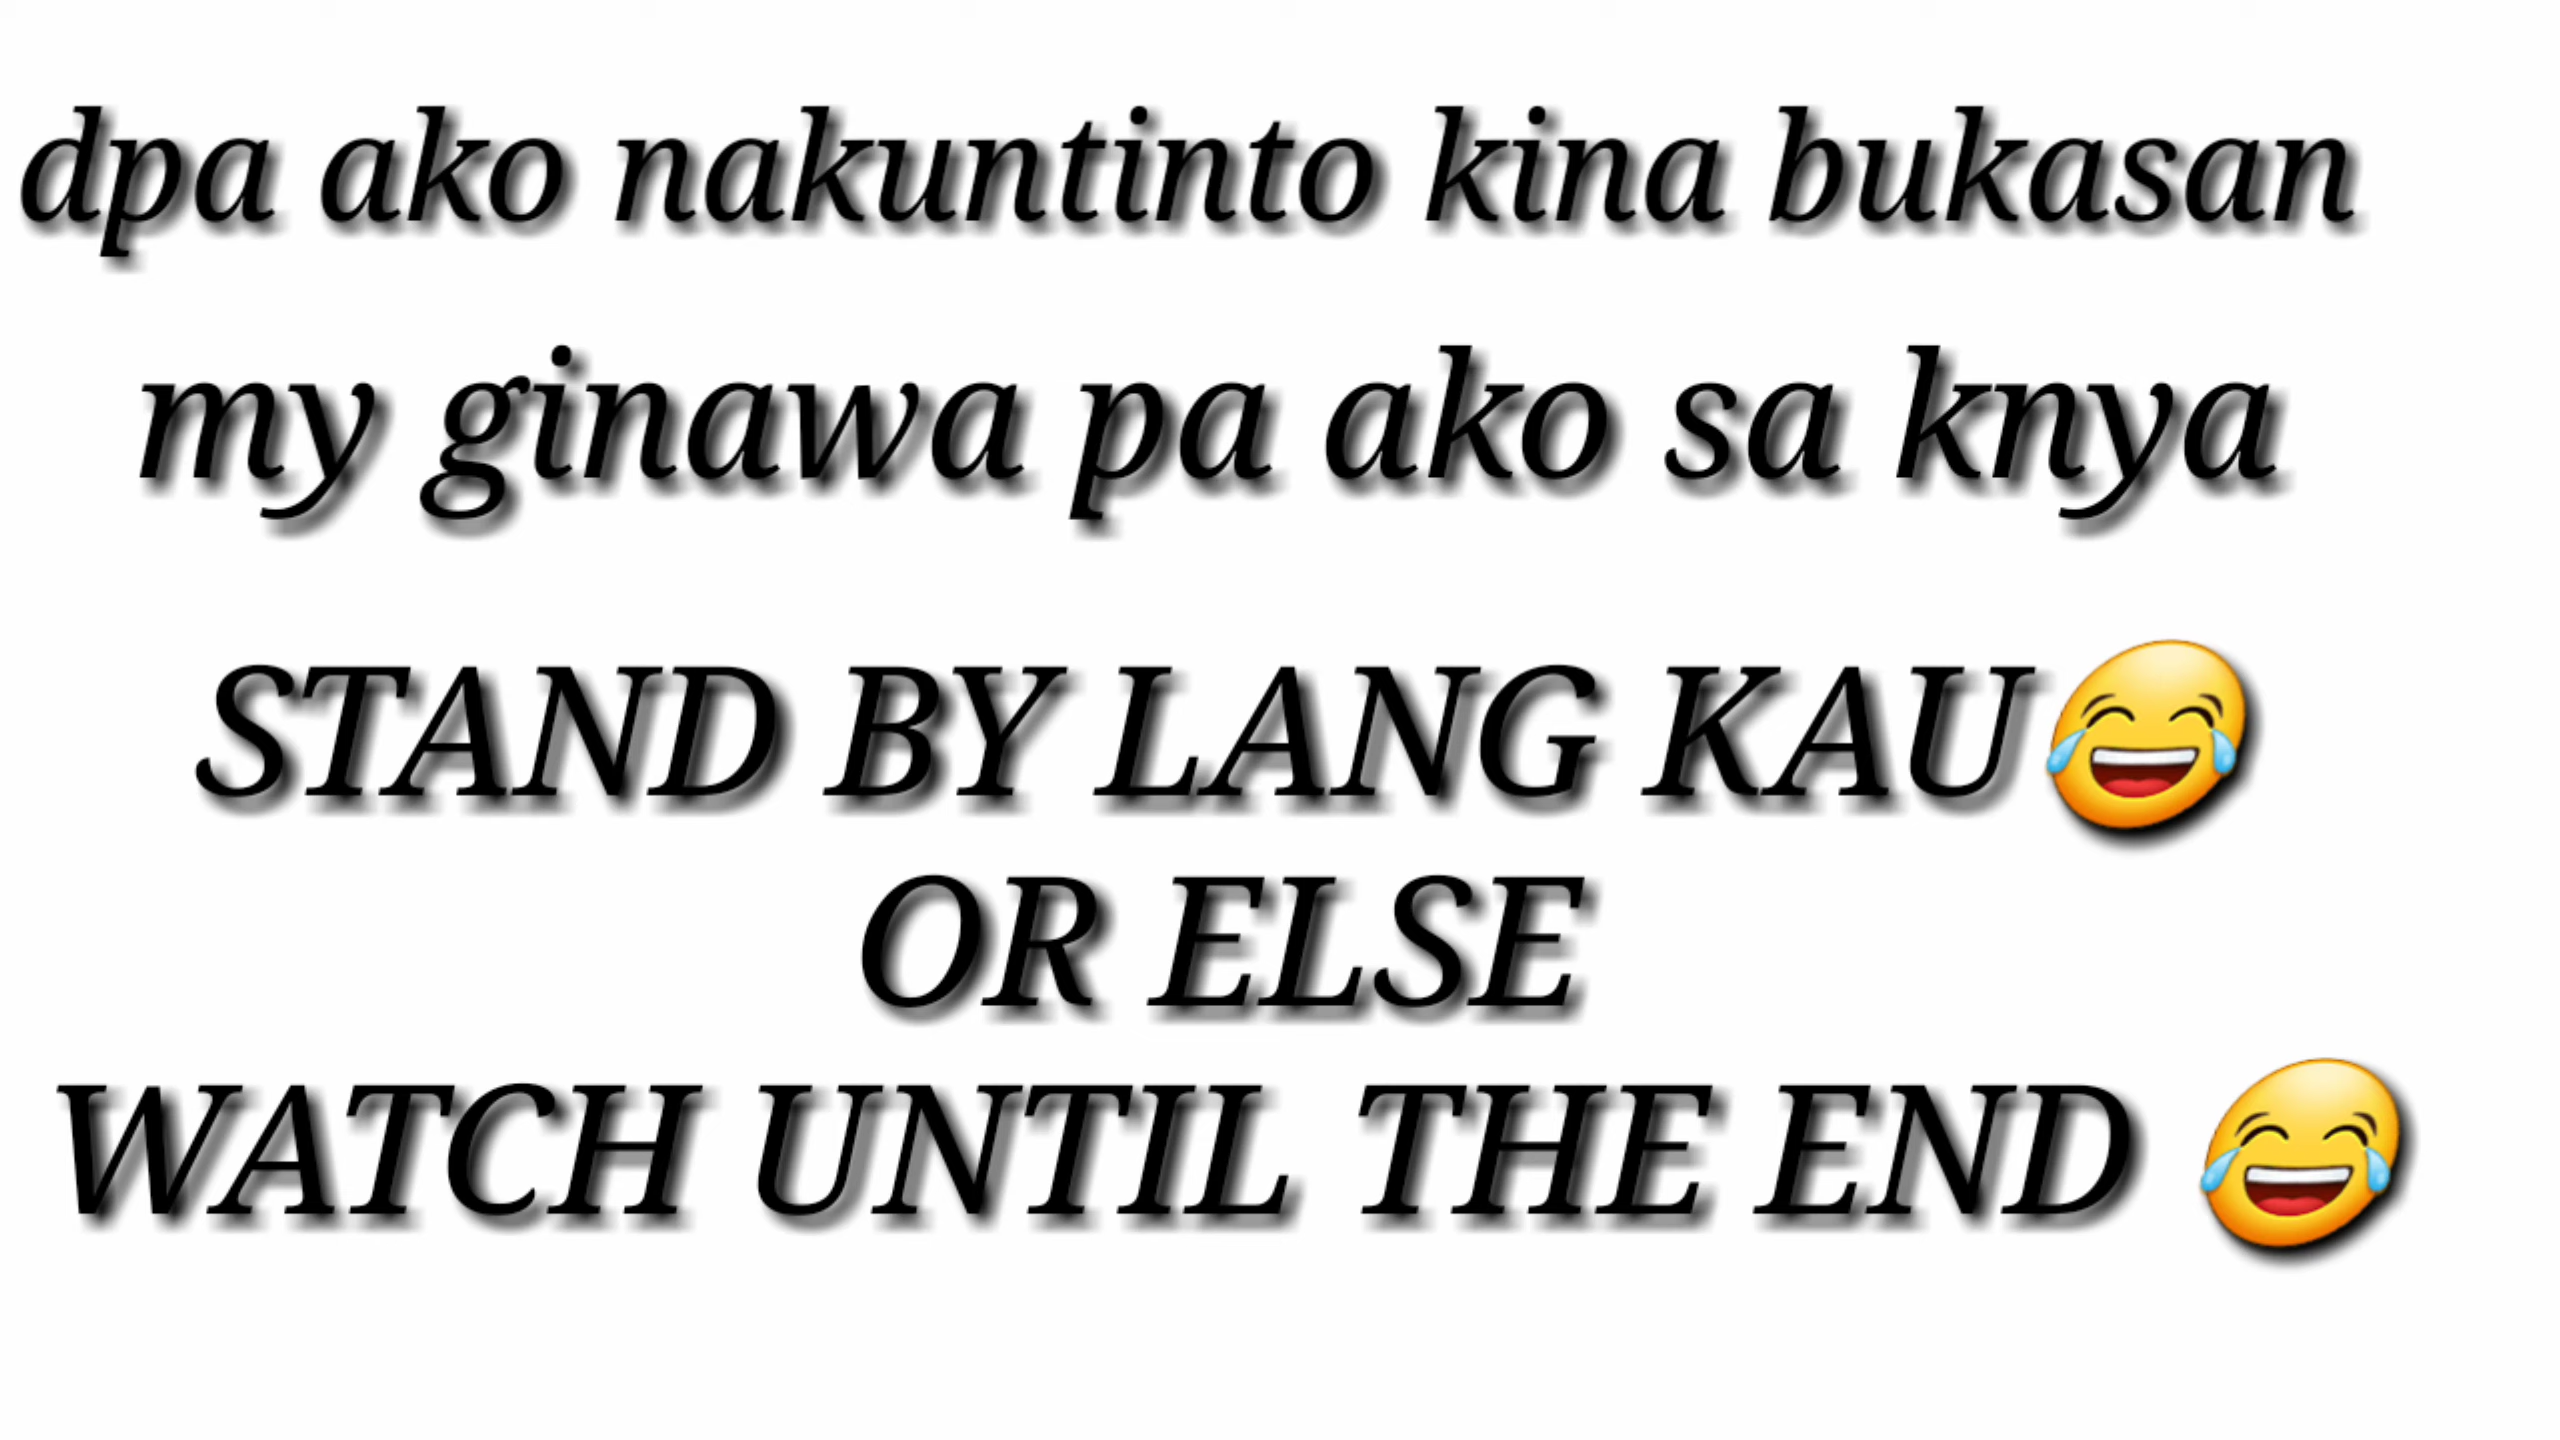 dpa ako nakuntinto kina bukasan
my ginawa pa ako sa knya
STAND BY LANG KAU😂
OR ELSE
WATCH UNTIL THE END 😂